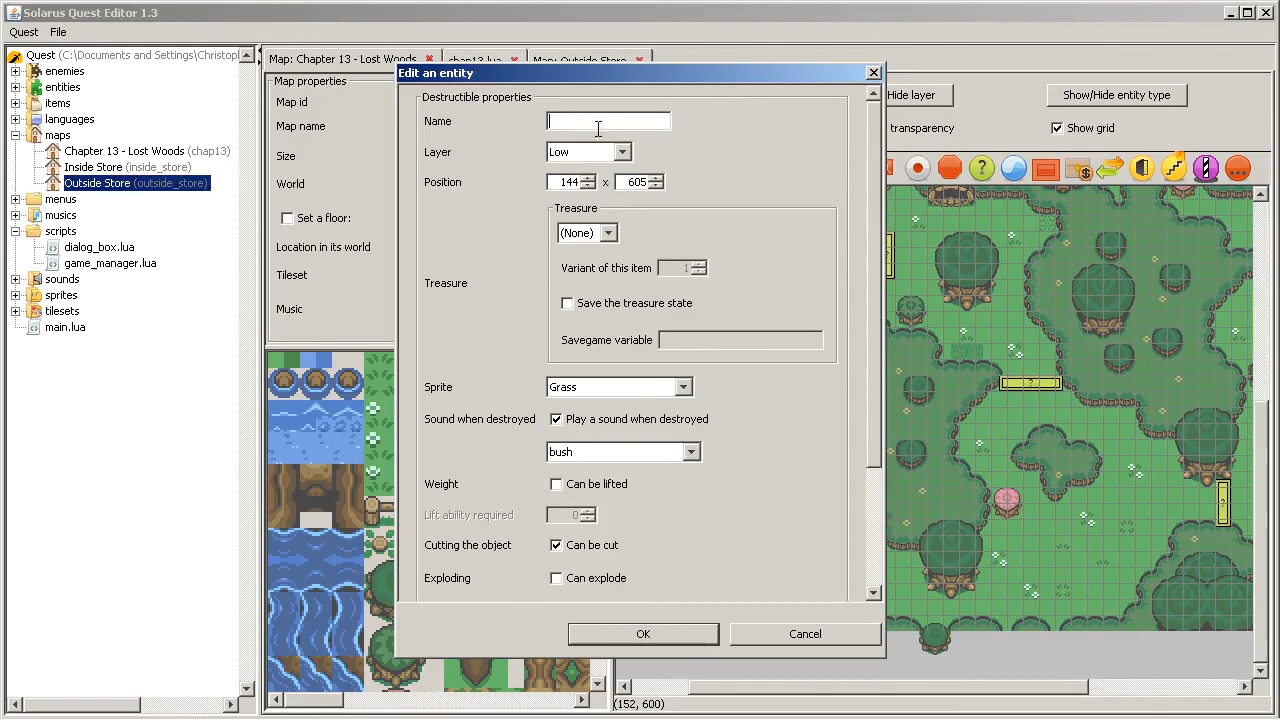 Solarus Quest Editor 1.3
Quest File
Quest (C:\Documents and Settings\Christop
enemies
entities
items
languages
maps
Chapter 13 - Lost Woods (chap13)
Inside Store (inside_store)
Outside Store (outside_store)
menus
musics
scripts
dialog_box.lua
game_manager.lua
sounds
sprites
tilesets
main.lua
Map: Chapter 13 - Lost Woods chap13.lua Map: Outside Store
Map properties
Map id
Map name
Size
World
Set a floor:
Location in its world
Tileset
Music
Edit an entity
Destructible properties
Name
Layer Low
Position 144 x 605
Treasure
Treasure
(None)
Variant of this item 1
Save the treasure state
Savegame variable
Sprite Grass
Sound when destroyed Play a sound when destroyed
bush
Weight Can be lifted
Lift ability required 0
Cutting the object Can be cut
Exploding Can explode
OK Cancel
Hide layer Show/Hide entity type
transparency Show grid
(152, 600)